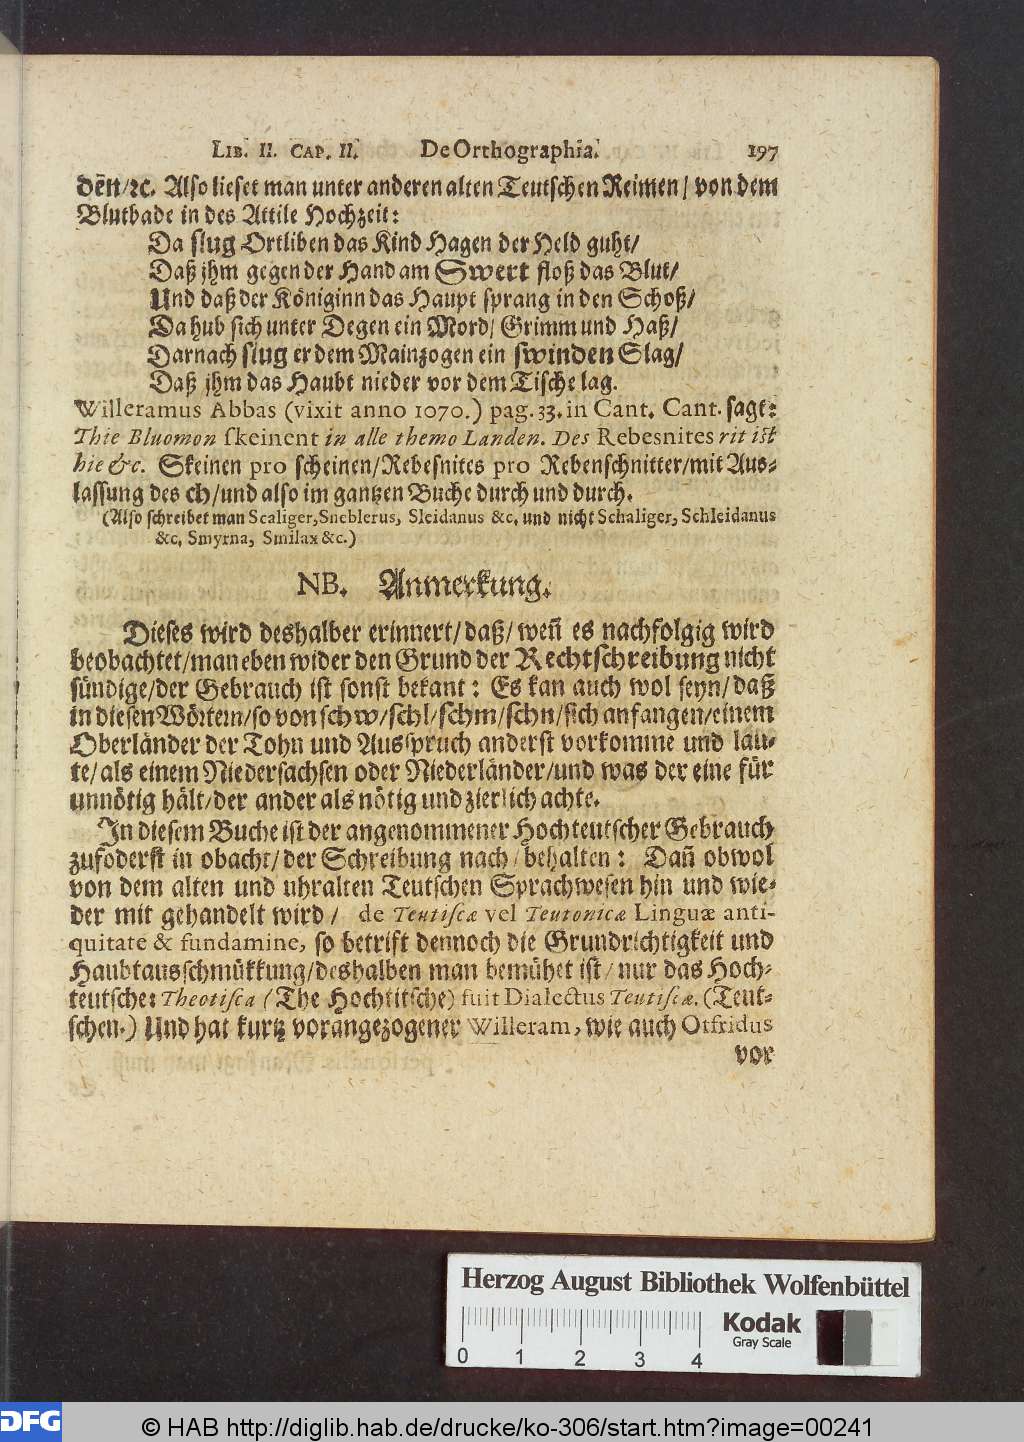 LIB. II. CAP. II. De Orthographia. 197
den/ꝛc. Also lieset man unter anderen alten Teutschen Reimen/ von dem
Blutbade in des Attile Hochzeit:
Da slug Ortliben das Kind Hagen der Held guht/
Daß jhm gegen der Hand am Swert floß das Blut/
Und daß der Königinn das Haupt sprang in den Schoß/
Da hub sich unter Degen ein Mord/ Grimm und Haß/
Darnach slug er dem Mainzogen ein swinden Slag/
Daß jhm das Haubt nieder vor dem Tische lag.
Willeramus Abbas (vixit anno 1070.) pag. 33. in Cant. Cant. sagt:
Thie Bluomon skeinent in alle themo Landen. Des Rebesnites rit ist
hie &c. Skeinen pro scheinen/Rebesnites pro Rebenschnitter/mit Aus-
lassung des ch/und also im gantzen Buche durch und durch.
(Also schreibet man Scaliger, Sneblerus, Sleidanus &c. und nicht Schaliger, Schleidanus
&c. Smyrna, Smilax &c.)
NB. Anmerkung.
Dieses wird deshalber erinnert/daß/weñ es nachfolgig wird
beobachtet/man eben wider den Grund der Rechtschreibung nicht
sündige/der Gebrauch ist sonst bekant: Es kan auch wol seyn/daß
in diesen Wörtern/so von schw/schl/schm/schn/sich anfangen/einem
Oberländer der Tohn und Ausspruch anderst vorkomme und lau-
te/als einem Niedersachsen oder Niederländer/und was der eine für
unnötig hält/der ander als nötig und zierlich achte.
In diesem Buche ist der angenommener Hochteutscher Gebrauch
zufoderst in obacht/der Schreibung nach/behalten: Dañ obwol
von dem alten und uhralten Teutschen Sprachwesen hin und wie-
der mit gehandelt wird/ de Teutiscæ vel Teutonicæ Linguæ anti-
quitate & fundamine, so betrift dennoch die Grundrichtigkeit und
Haubtausschmükkung/deshalben man bemühet ist/nur das Hoch-
teutsche: Theotisca (The Hochtitsche) fuit Dialectus Teutiscæ. (Teut-
schen.) Und hat kurtz vorangezogener Willeram, wie auch Otfridus
vor
Herzog August Bibliothek Wolfenbüttel
Kodak
Gray Scale
0 1 2 3 4
DFG
© HAB http://diglib.hab.de/drucke/ko-306/start.htm?image=00241